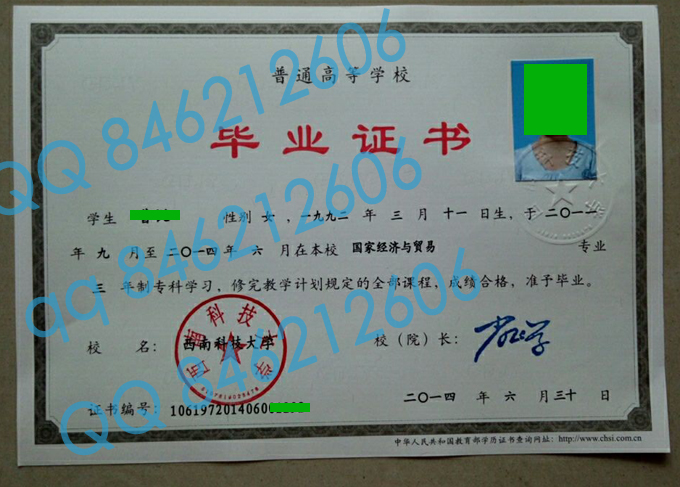 普通高等学校
毕业证书
QQ 846212606
学生 性别 女 ，一九九二 年 三 月 十一 日生，于 二〇一一
年 九 月至 二〇一四 年 六 月在本校 国家经济与贸易 专业
三 年制专科学习，修完教学计划规定的全部课程，成绩合格，准予毕业。
qq 846212606
校 名： 西南科技大学
西南科技大学
校（院）长：
二〇一四 年 六 月 三十 日
证书编号： 106197201406
QQ 846212606
中华人民共和国教育部学历证书查询网址：http://www.chsi.com.cn